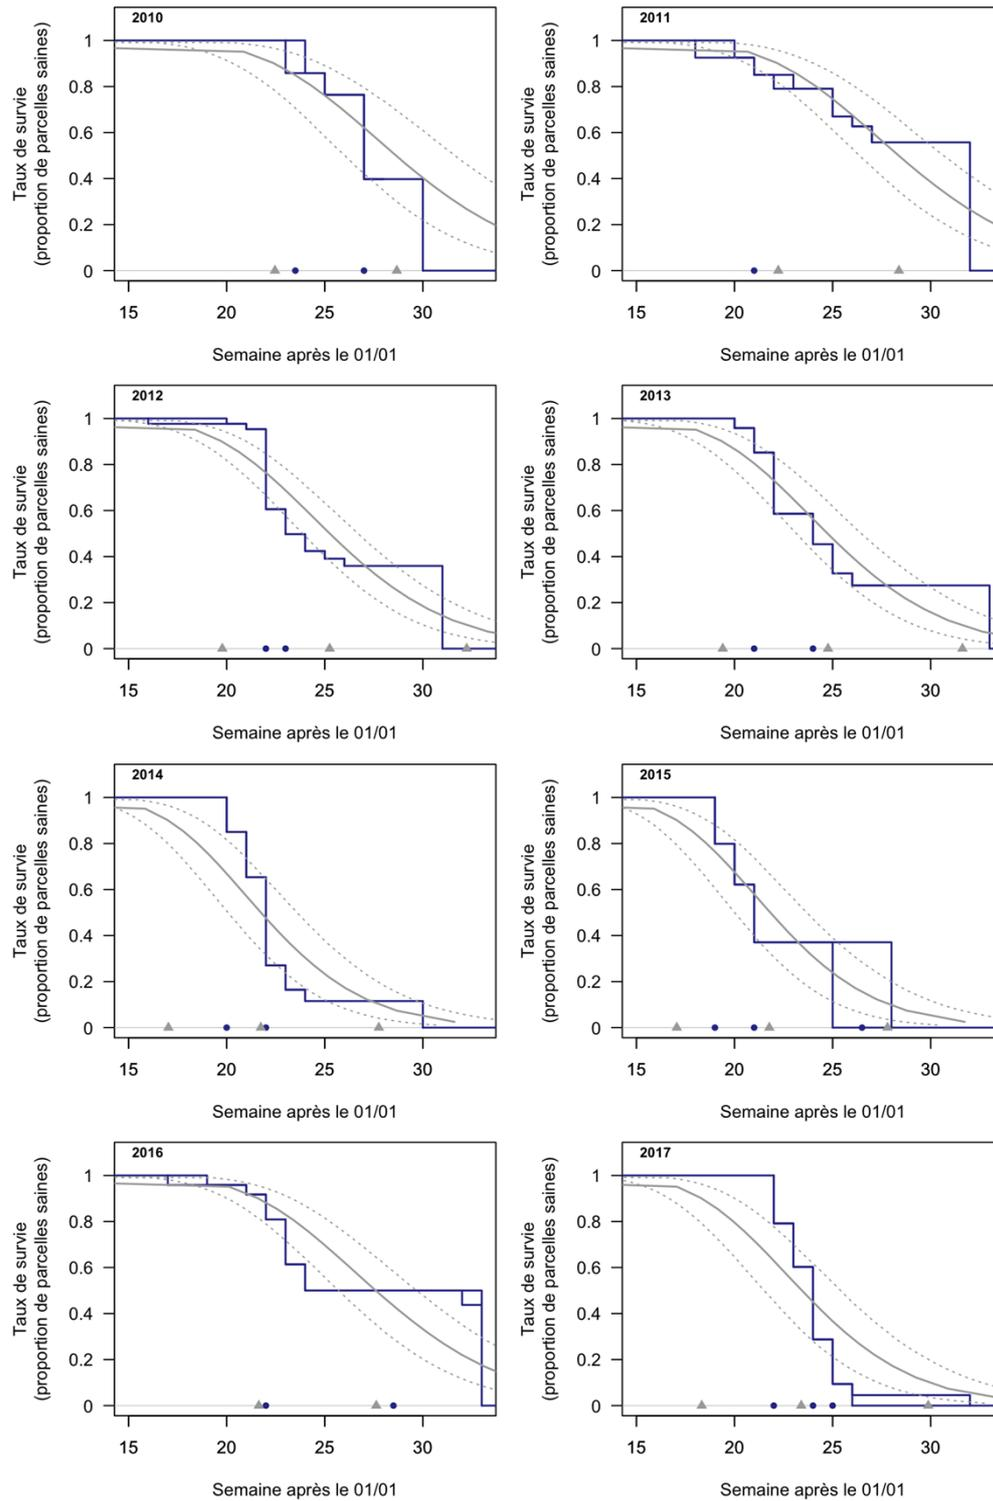 2010
Taux de survie
(proportion de parcelles saines)
1
0.8
0.6
0.4
0.2
0
15 20 25 30
Semaine après le 01/01
2011
Taux de survie
(proportion de parcelles saines)
1
0.8
0.6
0.4
0.2
0
15 20 25 30
Semaine après le 01/01
2012
Taux de survie
(proportion de parcelles saines)
1
0.8
0.6
0.4
0.2
0
15 20 25 30
Semaine après le 01/01
2013
Taux de survie
(proportion de parcelles saines)
1
0.8
0.6
0.4
0.2
0
15 20 25 30
Semaine après le 01/01
2014
Taux de survie
(proportion de parcelles saines)
1
0.8
0.6
0.4
0.2
0
15 20 25 30
Semaine après le 01/01
2015
Taux de survie
(proportion de parcelles saines)
1
0.8
0.6
0.4
0.2
0
15 20 25 30
Semaine après le 01/01
2016
Taux de survie
(proportion de parcelles saines)
1
0.8
0.6
0.4
0.2
0
15 20 25 30
Semaine après le 01/01
2017
Taux de survie
(proportion de parcelles saines)
1
0.8
0.6
0.4
0.2
0
15 20 25 30
Semaine après le 01/01